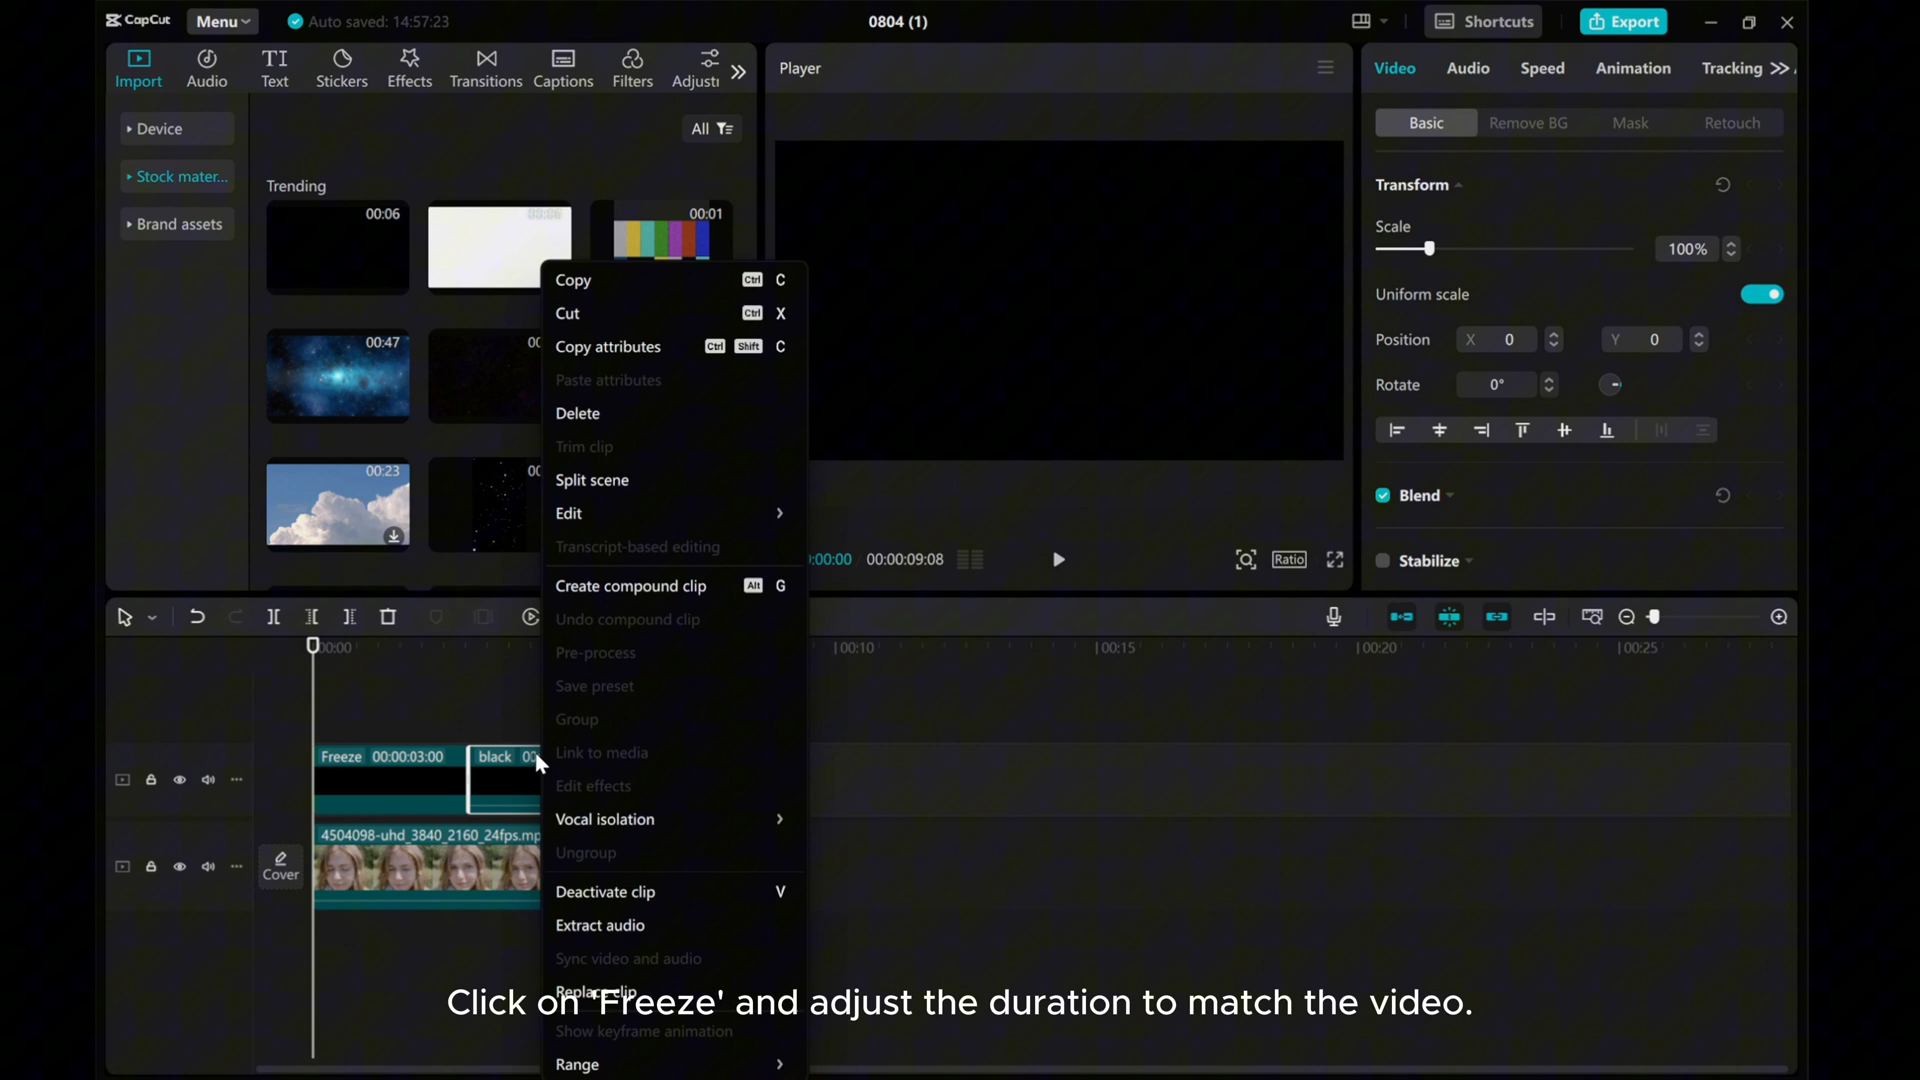 CapCut
Menu
Auto saved: 14:57:23
0804 (1)
Shortcuts
Export
Import
Audio
Text
Stickers
Effects
Transitions
Captions
Filters
Adjustı
Device
Stock mater...
Brand assets
All
Trending
00:06
00:01
00:47
00:23
Player
:00:00 00:00:09:08
Ratio
Video
Audio
Speed
Animation
Tracking
Basic
Remove BG
Mask
Retouch
Transform
Scale
100%
Uniform scale
Position X 0 Y 0
Rotate 0°
Blend
Stabilize
Copy Ctrl C
Cut Ctrl X
Copy attributes Ctrl Shift C
Paste attributes
Delete
Trim clip
Split scene
Edit
Transcript-based editing
Create compound clip Alt G
Undo compound clip
Pre-process
Save preset
Group
Link to media
Edit effects
Vocal isolation
Ungroup
Deactivate clip V
Extract audio
Sync video and audio
Replace clip
Show keyframe animation
Range
00:00
00:10
00:15
00:20
00:25
Freeze 00:00:03:00
black 00
4504098-uhd_3840_2160_24fps.mp
Cover
Click on 'Freeze' and adjust the duration to match the video.